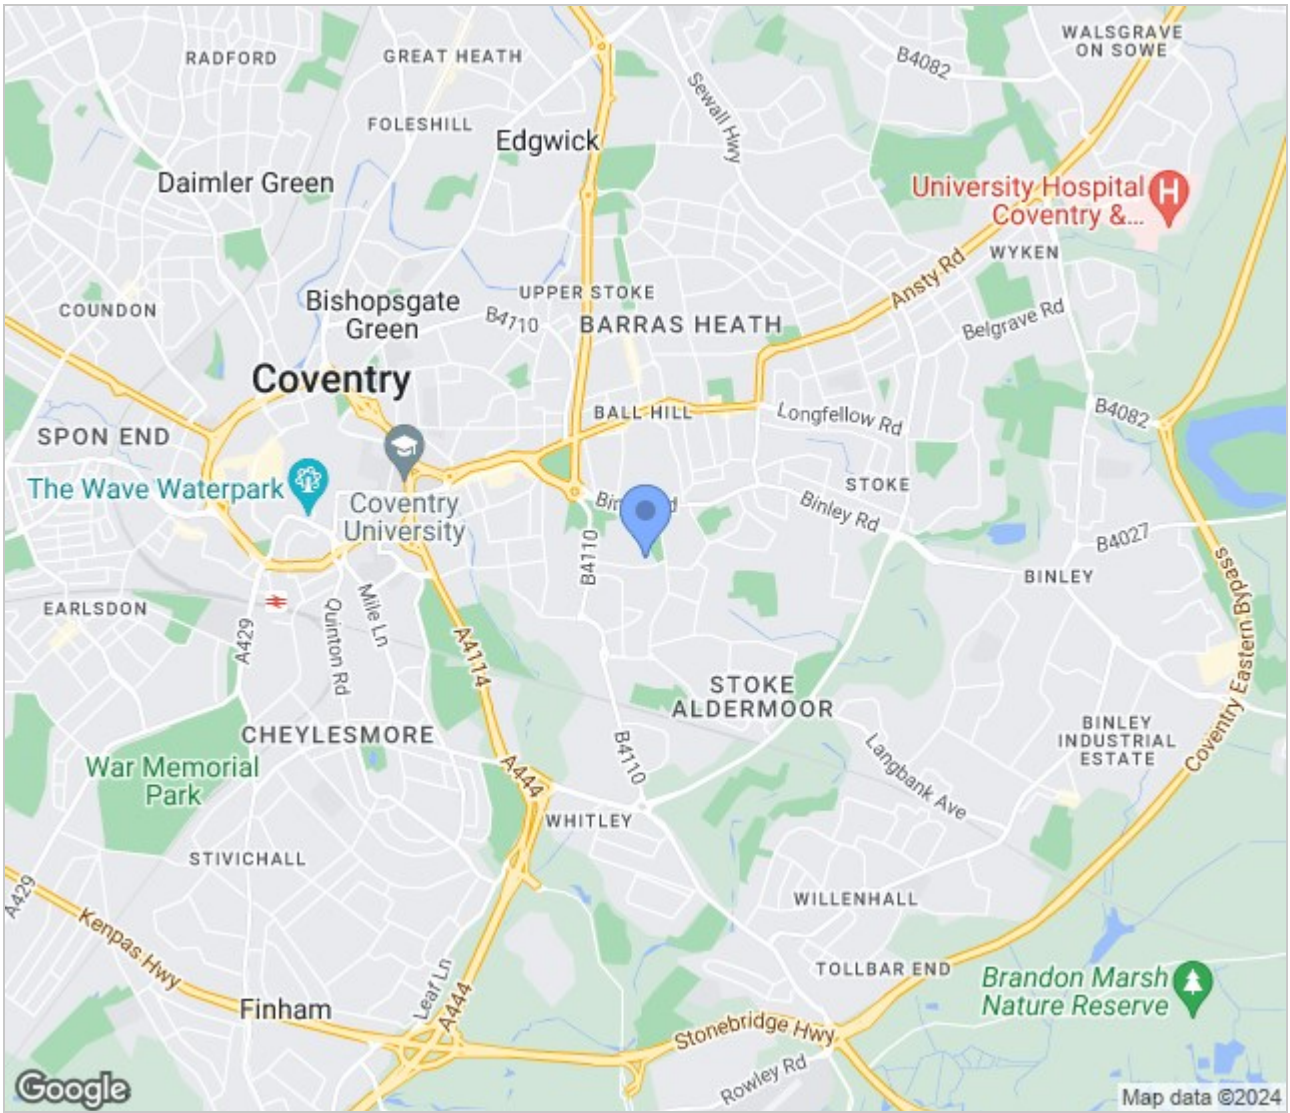 WALSGRAVE
ON SOWE
RADFORD
GREAT HEATH
B4082
Sewall Hwy
FOLESHILL
Edgwick
Daimler Green
University Hospital
Coventry &...
WYKEN
Ansty Rd
UPPER STOKE
Bishopsgate
Green
COUNDON
B4110
BARRAS HEATH
Belgrave Rd
Coventry
BALL HILL
Longfellow Rd
B4082
SPON END
The Wave Waterpark
STOKE
Coventry
University
Binley Rd
B4110
B4027
BINLEY
Coventry Eastern Bypass
EARLSDON
A429
Quinton Rd
Mile Ln
A4114
STOKE
ALDERMOOR
CHEYLESMORE
B4110
BINLEY
INDUSTRIAL
ESTATE
War Memorial
Park
A444
Langbank Ave
WHITLEY
STIVICHALL
A429
WILLENHALL
Kenpas Hwy
TOLLBAR END
Brandon Marsh
Nature Reserve
Leaf Ln
A444
Finham
Stonebridge Hwy
Rowley Rd
Google
Map data ©2024